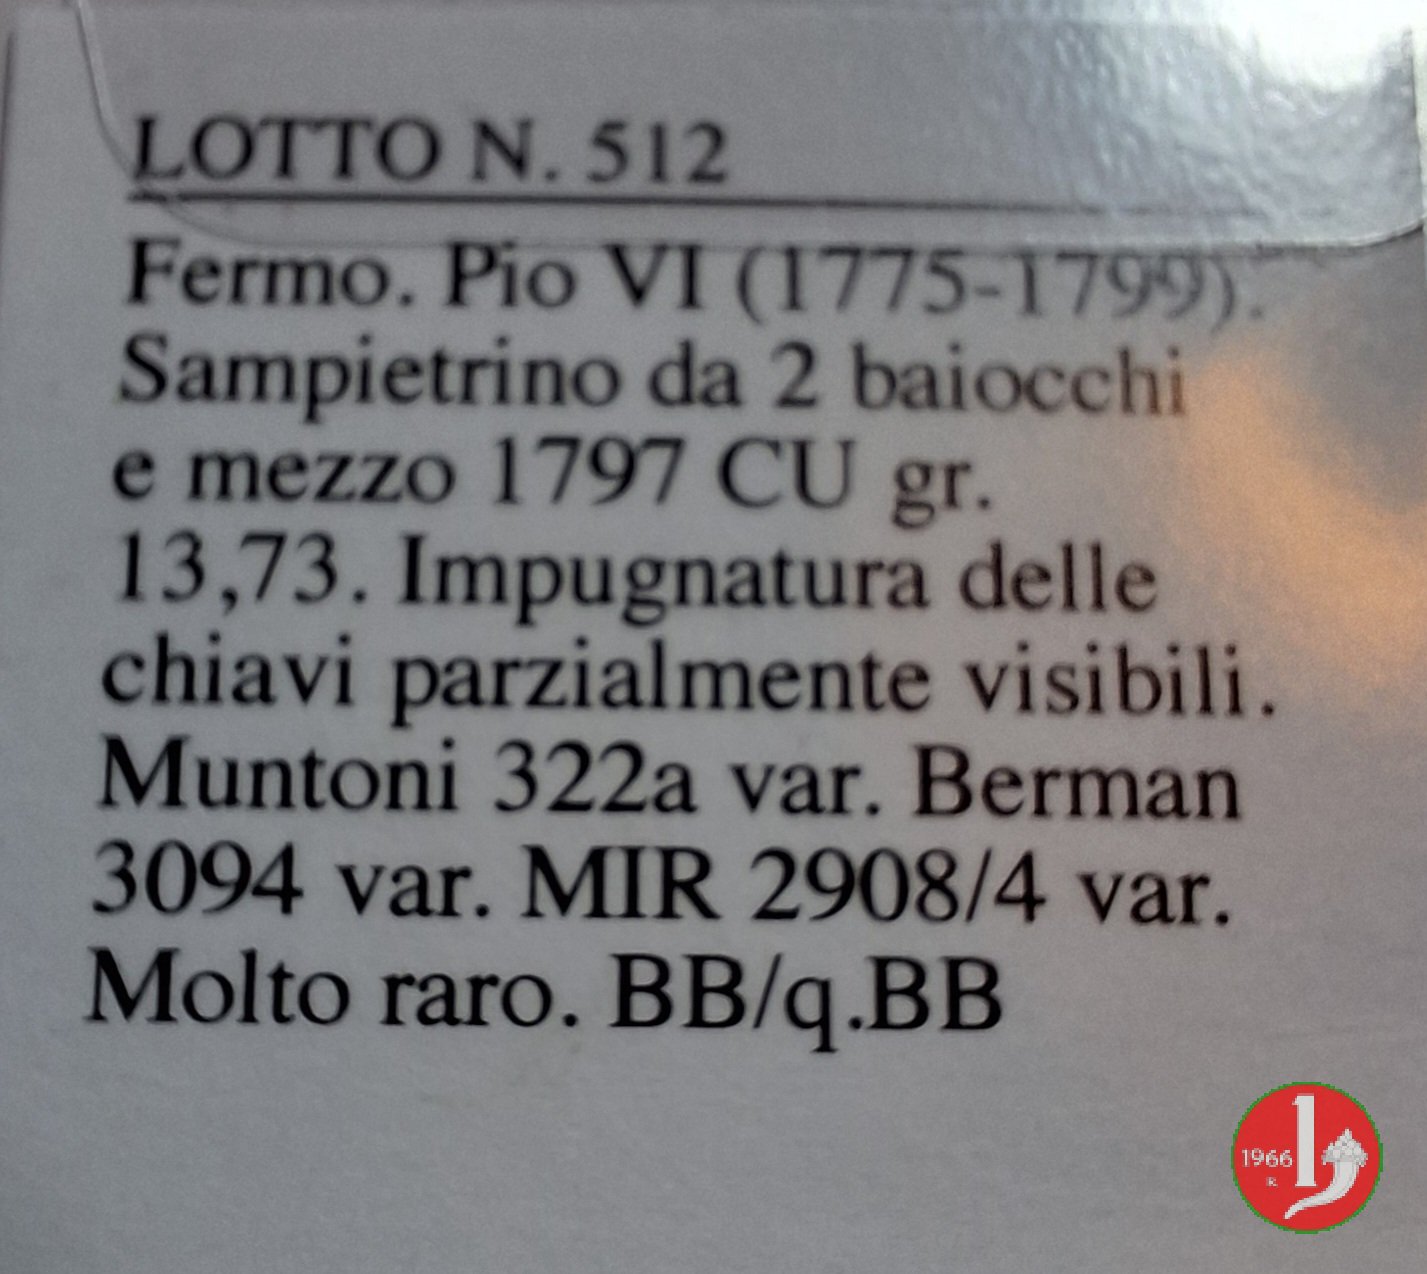 LOTTO N. 512
Fermo. Pio VI (1775-1799).
Sampietrino da 2 baiocchi
e mezzo 1797 CU gr.
13,73. Impugnatura delle
chiavi parzialmente visibili.
Muntoni 322a var. Berman
3094 var. MIR 2908/4 var.
Molto raro. BB/q.BB
1966
R